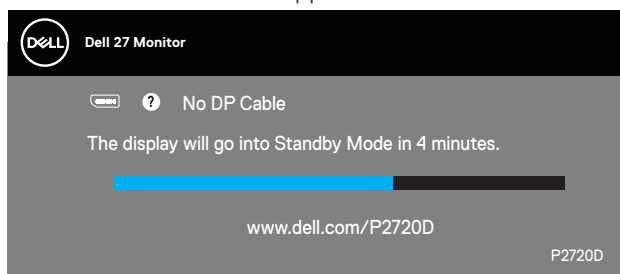 DELL
Dell 27 Monitor
? No DP Cable
The display will go into Standby Mode in 4 minutes.
www.dell.com/P2720D
P2720D